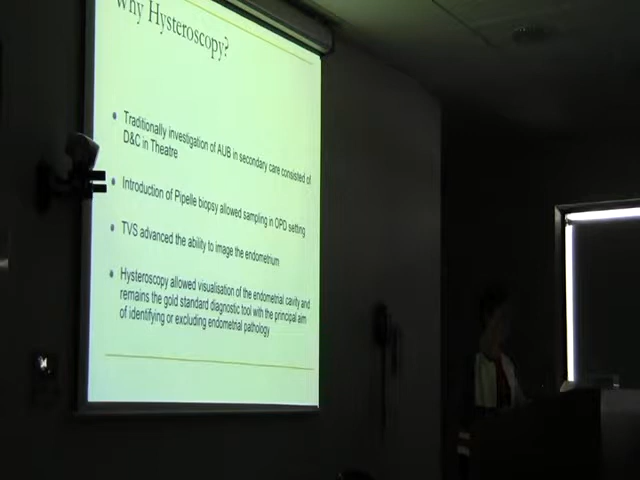 Why Hysteroscopy?
• Traditionally investigation of AUB in secondary care consisted of
D&C in Theatre
• Introduction of Pipelle biopsy allowed sampling in OPD setting
• TVS advanced the ability to image the endometrium
• Hysteroscopy allowed visualisation of the endometrial cavity and
remains the gold standard diagnostic tool with the principal aim
of identifying or excluding endometrial pathology